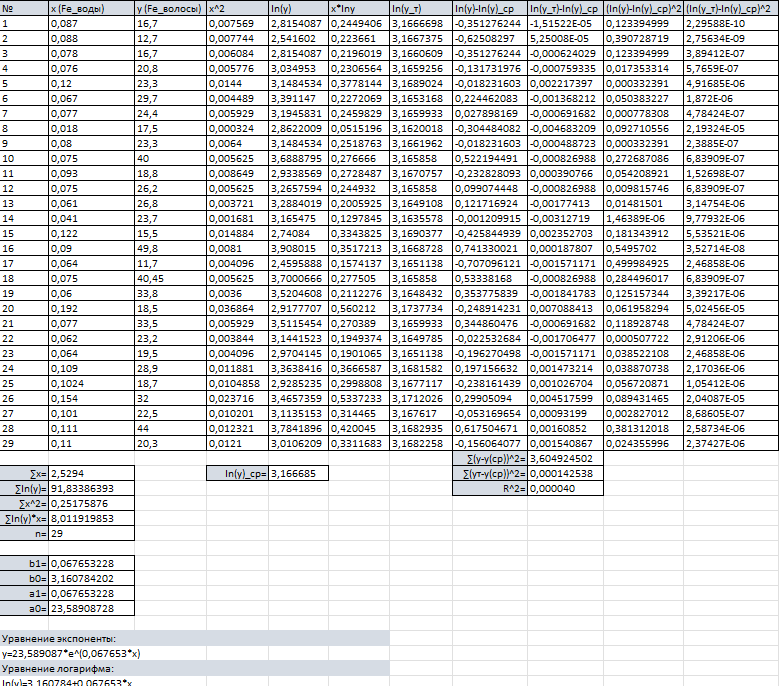 № x (Fe_воды) y (Fe_волосы) x^2 ln(y) x*lny ln(y_т) ln(y)-ln(y)_ср ln(y_т)-ln(y)_ср (ln(y)-ln(y)_ср)^2 (ln(y_т)-ln(y)_ср)^2
1 0,087 16,7 0,007569 2,8154087 0,2449406 3,1666698 -0,351276244 -1,51522E-05 0,123394999 2,29588E-10
2 0,088 12,7 0,007744 2,541602 0,223661 3,1667375 -0,62508297 5,25008E-05 0,390728719 2,75634E-09
3 0,078 16,7 0,006084 2,8154087 0,2196019 3,1660609 -0,351276244 -0,000624029 0,123394999 3,89412E-07
4 0,076 20,8 0,005776 3,034953 0,2306564 3,1659256 -0,131731976 -0,000759335 0,017353314 5,7659E-07
5 0,12 23,3 0,0144 3,1484534 0,3778144 3,1689024 -0,018231603 0,002217397 0,000332391 4,91685E-06
6 0,067 29,7 0,004489 3,391147 0,2272069 3,1653168 0,224462083 -0,001368212 0,050383227 1,872E-06
7 0,077 24,4 0,005929 3,1945831 0,2459829 3,1659933 0,027898169 -0,000691682 0,000778308 4,78424E-07
8 0,018 17,5 0,000324 2,8622009 0,0515196 3,1620018 -0,304484082 -0,004683209 0,092710556 2,19324E-05
9 0,08 23,3 0,0064 3,1484534 0,2518763 3,1661962 -0,018231603 -0,000488723 0,000332391 2,3885E-07
10 0,075 40 0,005625 3,6888795 0,276666 3,165858 0,522194491 -0,000826988 0,272687086 6,83909E-07
11 0,093 18,8 0,008649 2,9338569 0,2728487 3,1670757 -0,232828093 0,000390766 0,054208921 1,52698E-07
12 0,075 26,2 0,005625 3,2657594 0,244932 3,165858 0,099074448 -0,000826988 0,009815746 6,83909E-07
13 0,061 26,8 0,003721 3,2884019 0,2005925 3,1649108 0,121716924 -0,00177413 0,01481501 3,14754E-06
14 0,041 23,7 0,001681 3,165475 0,1297845 3,1635578 -0,001209915 -0,00312719 1,46389E-06 9,77932E-06
15 0,122 15,5 0,014884 2,74084 0,3343825 3,1690377 -0,425844939 0,002352703 0,181343912 5,53521E-06
16 0,09 49,8 0,0081 3,908015 0,3517213 3,1668728 0,741330021 0,000187807 0,5495702 3,52714E-08
17 0,064 11,7 0,004096 2,4595888 0,1574137 3,1651138 -0,707096121 -0,001571171 0,499984925 2,46858E-06
18 0,075 40,45 0,005625 3,7000666 0,277505 3,165858 0,53338168 -0,000826988 0,284496017 6,83909E-07
19 0,06 33,8 0,0036 3,5204608 0,2112276 3,1648432 0,353775839 -0,001841783 0,125157344 3,39217E-06
20 0,192 18,5 0,036864 2,9177707 0,560212 3,1737734 -0,248914231 0,007088413 0,061958294 5,02456E-05
21 0,077 33,5 0,005929 3,5115454 0,270389 3,1659933 0,344860476 -0,000691682 0,118928748 4,78424E-07
22 0,062 23,2 0,003844 3,1441523 0,1949374 3,1649785 -0,022532684 -0,001706477 0,000507722 2,91206E-06
23 0,064 19,5 0,004096 2,9704145 0,1901065 3,1651138 -0,196270498 -0,001571171 0,038522108 2,46858E-06
24 0,109 28,9 0,011881 3,3638416 0,3666587 3,1681582 0,197156632 0,001473214 0,038870738 2,17036E-06
25 0,1024 18,7 0,0104858 2,9285235 0,2998808 3,1677117 -0,238161439 0,001026704 0,056720871 1,05412E-06
26 0,154 32 0,023716 3,4657359 0,5337233 3,1712026 0,29905094 0,004517599 0,089431465 2,04087E-05
27 0,101 22,5 0,010201 3,1135153 0,314465 3,167617 -0,053169654 0,00093199 0,002827012 8,68605E-07
28 0,111 44 0,012321 3,7841896 0,420045 3,1682935 0,617504671 0,00160852 0,381312018 2,58734E-06
29 0,11 20,3 0,0121 3,0106209 0,3311683 3,1682258 -0,156064077 0,001540867 0,024355996 2,37427E-06
∑(y-y(ср))^2= 3,604924502
∑x= 2,5294 ln(y)_ср= 3,166685 ∑(yт-y(ср))^2= 0,000142538
∑ln(y)= 91,83386393 R^2= 0,000040
∑x^2= 0,25175876
∑ln(y)*x= 8,011919853
n= 29
b1= 0,067653228
b0= 3,160784202
a1= 0,067653228
a0= 23,58908728
Уравнение экспоненты:
y=23,589087*e^(0,067653*x)
Уравнение логарифма:
ln(y)=3,160784+0,067653*x